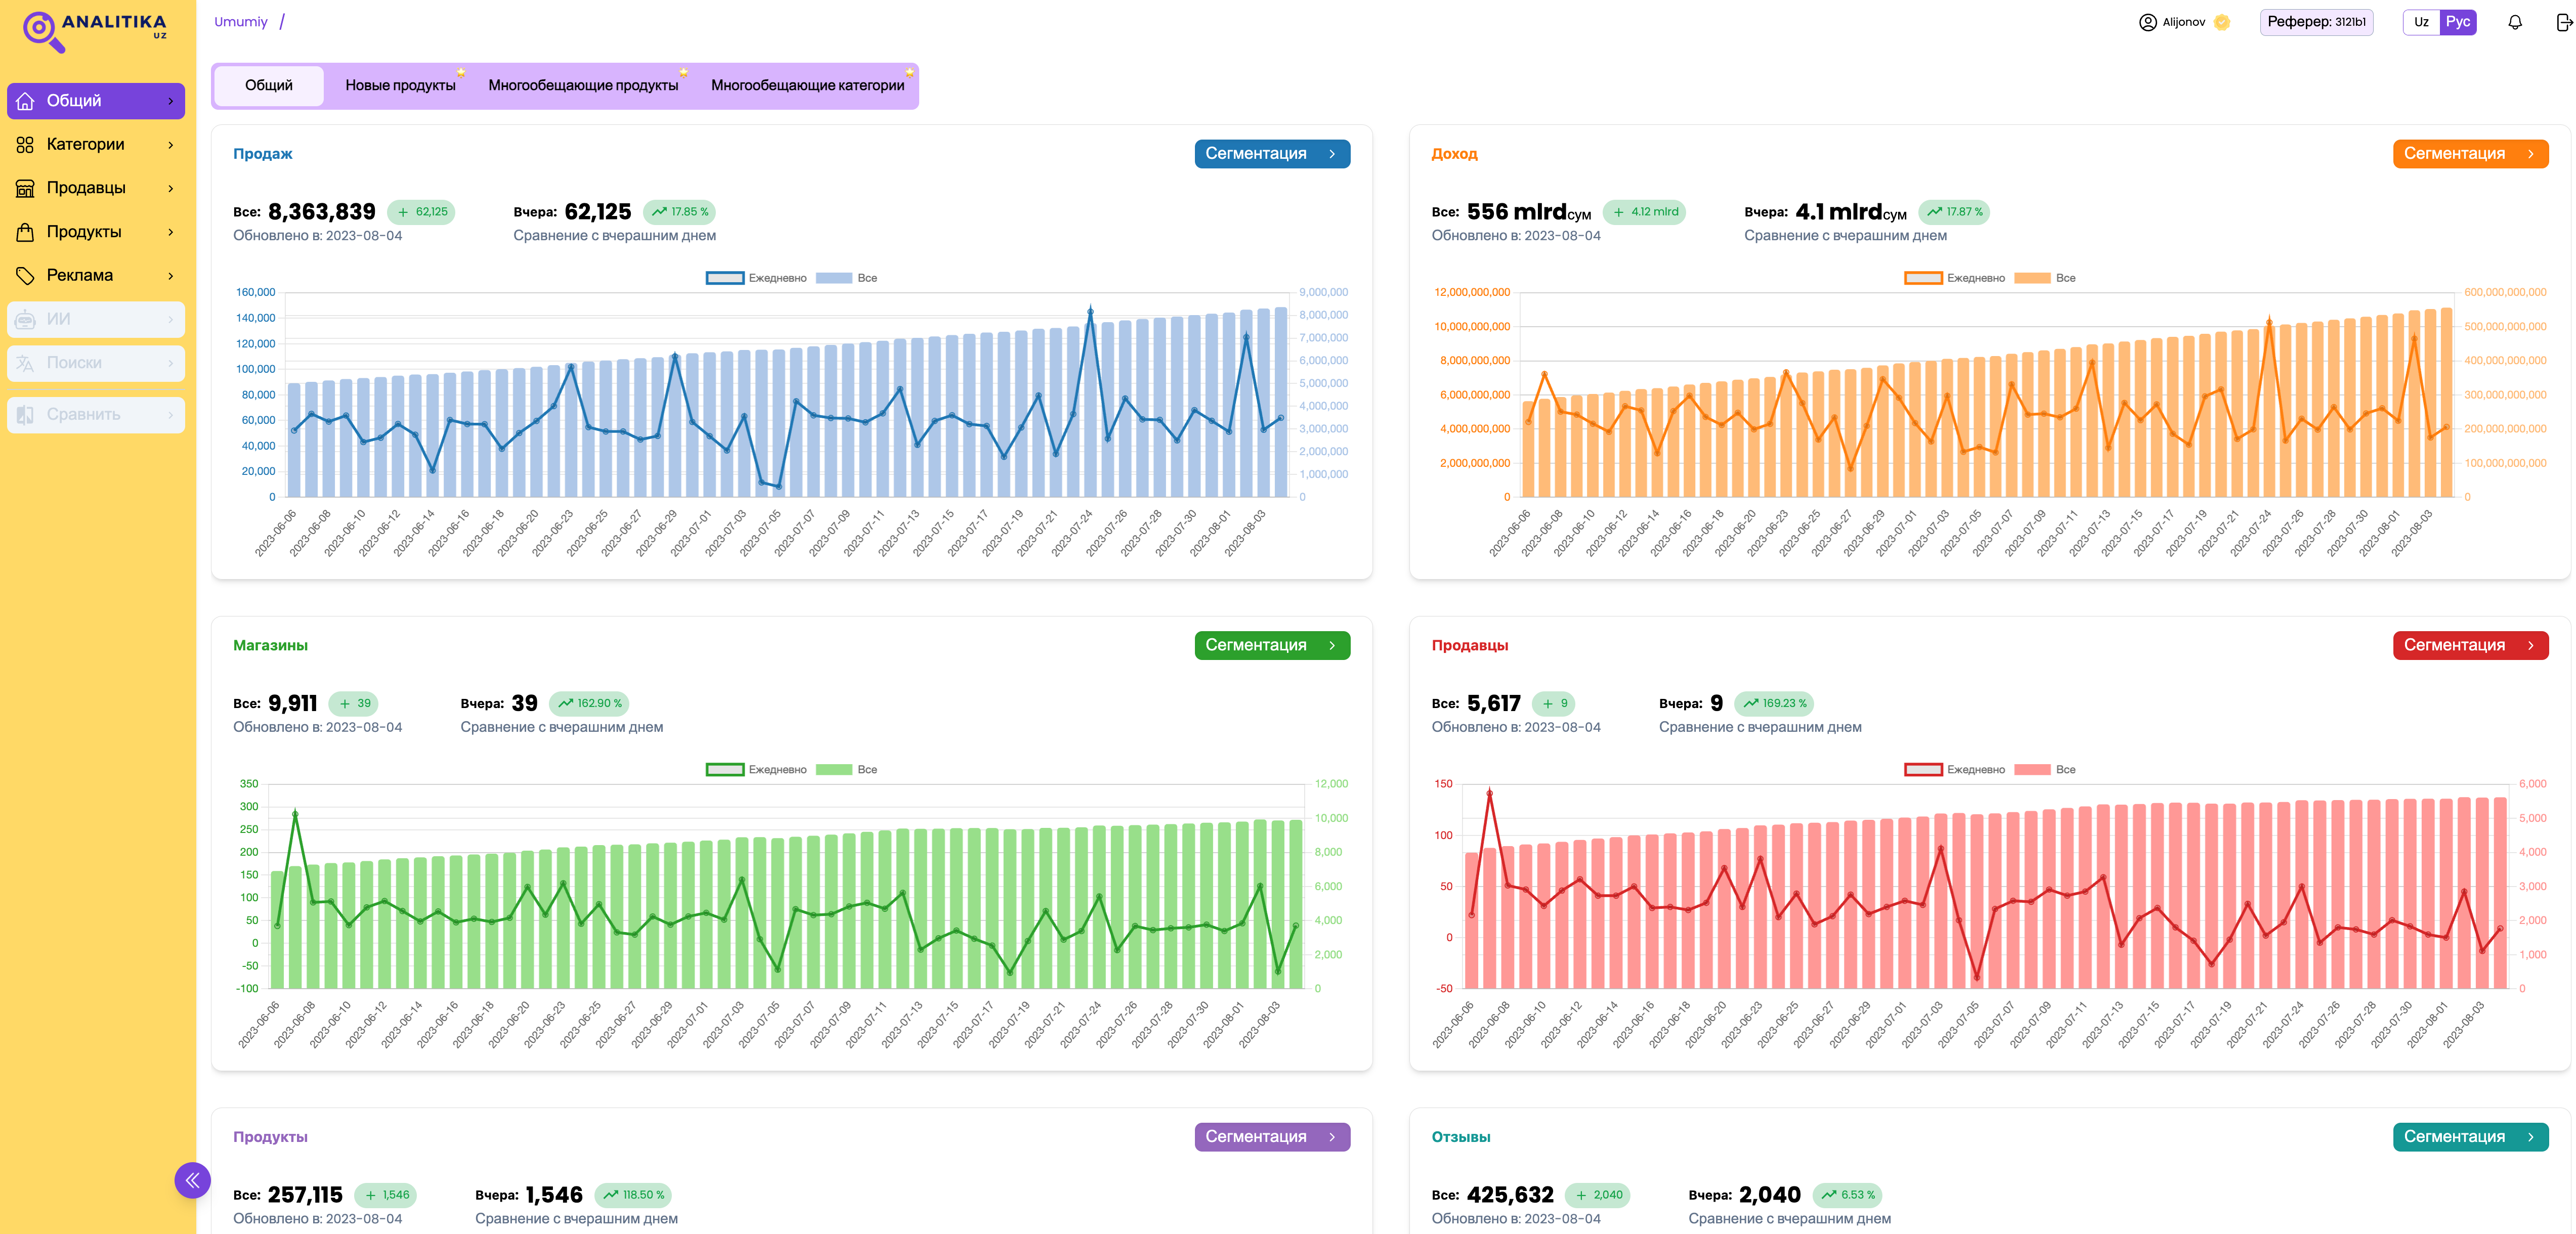 ANALITIKA
UZ
Umumiy /
Alijonov
Реферер: 3121b1
Uz Рус
Общий
Категории
Продавцы
Продукты
Реклама
ИИ
Поиски
Сравнить
Общий Новые продукты Многообещающие продукты Многообещающие категории
Продаж
Сегментация
Все: 8,363,839 + 62,125 Вчера: 62,125 17.85 %
Обновлено в: 2023-08-04 Сравнение с вчерашним днем
Ежедневно Все
160,000
140,000
120,000
100,000
80,000
60,000
40,000
20,000
0
9,000,000
8,000,000
7,000,000
6,000,000
5,000,000
4,000,000
3,000,000
2,000,000
1,000,000
0
2023-06-06 2023-06-08 2023-06-10 2023-06-12 2023-06-14 2023-06-16 2023-06-18 2023-06-20 2023-06-23 2023-06-25 2023-06-27 2023-06-29 2023-07-01 2023-07-03 2023-07-05 2023-07-07 2023-07-09 2023-07-11 2023-07-13 2023-07-15 2023-07-17 2023-07-19 2023-07-21 2023-07-24 2023-07-26 2023-07-28 2023-07-30 2023-08-01 2023-08-03
Доход
Сегментация
Все: 556 mlrdсум + 4.12 mlrd Вчера: 4.1 mlrdсум 17.87 %
Обновлено в: 2023-08-04 Сравнение с вчерашним днем
Ежедневно Все
12,000,000,000
10,000,000,000
8,000,000,000
6,000,000,000
4,000,000,000
2,000,000,000
0
600,000,000,000
500,000,000,000
400,000,000,000
300,000,000,000
200,000,000,000
100,000,000,000
0
2023-06-06 2023-06-08 2023-06-10 2023-06-12 2023-06-14 2023-06-16 2023-06-18 2023-06-20 2023-06-23 2023-06-25 2023-06-27 2023-06-29 2023-07-01 2023-07-03 2023-07-05 2023-07-07 2023-07-09 2023-07-11 2023-07-13 2023-07-15 2023-07-17 2023-07-19 2023-07-21 2023-07-24 2023-07-26 2023-07-28 2023-07-30 2023-08-01 2023-08-03
Магазины
Сегментация
Все: 9,911 + 39 Вчера: 39 162.90 %
Обновлено в: 2023-08-04 Сравнение с вчерашним днем
Ежедневно Все
350
300
250
200
150
100
50
0
-50
-100
12,000
10,000
8,000
6,000
4,000
2,000
0
2023-06-06 2023-06-08 2023-06-10 2023-06-12 2023-06-14 2023-06-16 2023-06-18 2023-06-20 2023-06-23 2023-06-25 2023-06-27 2023-06-29 2023-07-01 2023-07-03 2023-07-05 2023-07-07 2023-07-09 2023-07-11 2023-07-13 2023-07-15 2023-07-17 2023-07-19 2023-07-21 2023-07-24 2023-07-26 2023-07-28 2023-07-30 2023-08-01 2023-08-03
Продавцы
Сегментация
Все: 5,617 + 9 Вчера: 9 169.23 %
Обновлено в: 2023-08-04 Сравнение с вчерашним днем
Ежедневно Все
150
100
50
0
-50
6,000
5,000
4,000
3,000
2,000
1,000
0
2023-06-06 2023-06-08 2023-06-10 2023-06-12 2023-06-14 2023-06-16 2023-06-18 2023-06-20 2023-06-23 2023-06-25 2023-06-27 2023-06-29 2023-07-01 2023-07-03 2023-07-05 2023-07-07 2023-07-09 2023-07-11 2023-07-13 2023-07-15 2023-07-17 2023-07-19 2023-07-21 2023-07-24 2023-07-26 2023-07-28 2023-07-30 2023-08-01 2023-08-03
Продукты
Сегментация
Все: 257,115 + 1,546 Вчера: 1,546 118.50 %
Обновлено в: 2023-08-04 Сравнение с вчерашним днем
Отзывы
Сегментация
Все: 425,632 + 2,040 Вчера: 2,040 6.53 %
Обновлено в: 2023-08-04 Сравнение с вчерашним днем